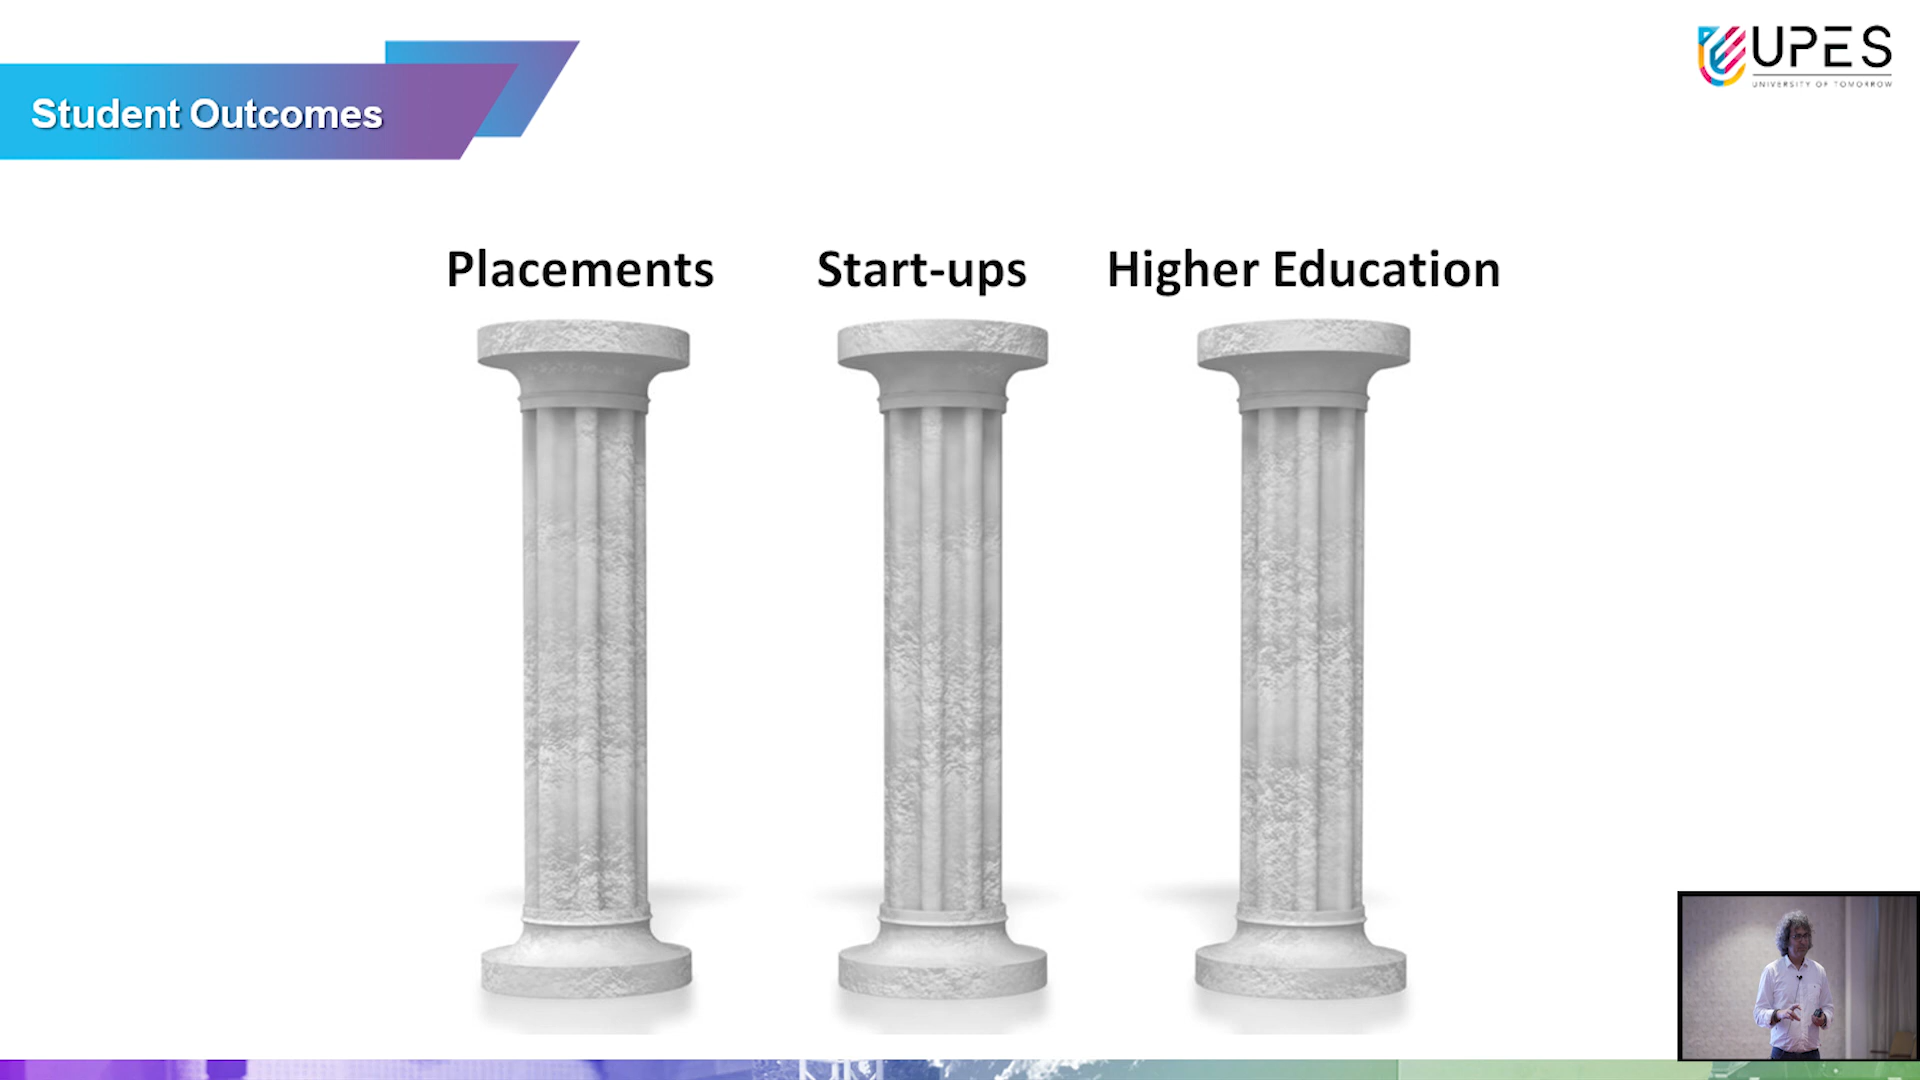 Student Outcomes
UPES
UNIVERSITY OF TOMORROW
Placements
Start-ups
Higher Education